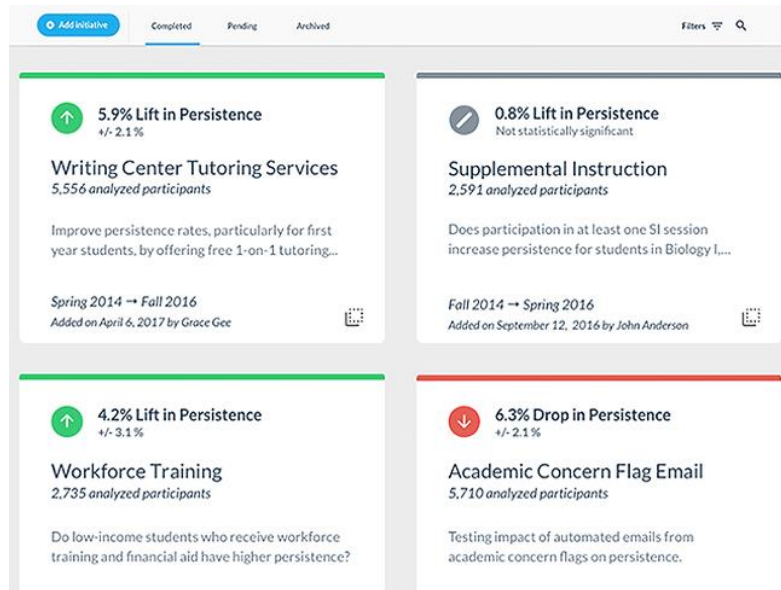 Add initiative
Completed
Pending
Archived
Filters
5.9% Lift in Persistence
+/- 2.1 %
Writing Center Tutoring Services
5,556 analyzed participants
Improve persistence rates, particularly for first
year students, by offering free 1-on-1 tutoring...
Spring 2014 → Fall 2016
Added on April 6, 2017 by Grace Gee
0.8% Lift in Persistence
Not statistically significant
Supplemental Instruction
2,591 analyzed participants
Does participation in at least one SI session
increase persistence for students in Biology I,...
Fall 2014 → Spring 2016
Added on September 12, 2016 by John Anderson
4.2% Lift in Persistence
+/- 3.1 %
Workforce Training
2,735 analyzed participants
Do low-income students who receive workforce
training and financial aid have higher persistence?
6.3% Drop in Persistence
+/- 2.1 %
Academic Concern Flag Email
5,710 analyzed participants
Testing impact of automated emails from
academic concern flags on persistence.